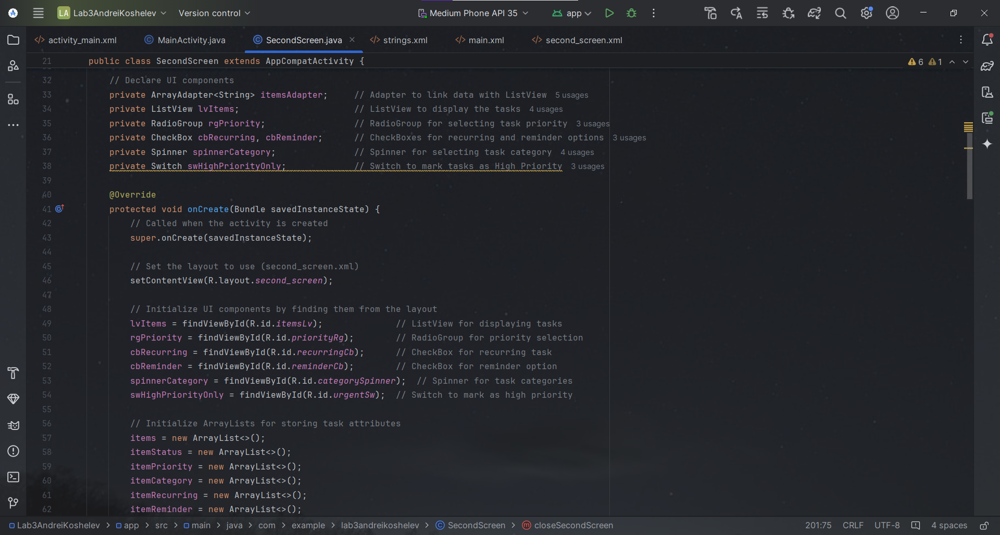 LA Lab3AndreiKoshelev Version control Medium Phone API 35 app
activity_main.xml MainActivity.java SecondScreen.java strings.xml main.xml second_screen.xml
21 public class SecondScreen extends AppCompatActivity { 6 1
32 // Declare UI components
33 private ArrayAdapter<String> itemsAdapter; // Adapter to link data with ListView 5 usages
34 private ListView lvItems; // ListView to display the tasks 4 usages
35 private RadioGroup rgPriority; // RadioGroup for selecting task priority 3 usages
36 private CheckBox cbRecurring, cbReminder; // CheckBoxes for recurring and reminder options 3 usages
37 private Spinner spinnerCategory; // Spinner for selecting task category 4 usages
38 private Switch swHighPriorityOnly; // Switch to mark tasks as High Priority 3 usages
39
40 @Override
41 protected void onCreate(Bundle savedInstanceState) {
42 // Called when the activity is created
43 super.onCreate(savedInstanceState);
44
45 // Set the layout to use (second_screen.xml)
46 setContentView(R.layout.second_screen);
47
48 // Initialize UI components by finding them from the layout
49 lvItems = findViewById(R.id.itemsLv); // ListView for displaying tasks
50 rgPriority = findViewById(R.id.priorityRg); // RadioGroup for priority selection
51 cbRecurring = findViewById(R.id.recurringCb); // CheckBox for recurring task
52 cbReminder = findViewById(R.id.reminderCb); // CheckBox for reminder option
53 spinnerCategory = findViewById(R.id.categorySpinner); // Spinner for task categories
54 swHighPriorityOnly = findViewById(R.id.urgentSw); // Switch to mark as high priority
55
56 // Initialize ArrayLists for storing task attributes
57 items = new ArrayList<>();
58 itemStatus = new ArrayList<>();
59 itemPriority = new ArrayList<>();
60 itemCategory = new ArrayList<>();
61 itemRecurring = new ArrayList<>();
62 itemReminder = new ArrayList<>();
Lab3AndreiKoshelev > app > src > main > java > com > example > lab3andreikoshelev > SecondScreen > closeSecondScreen 201:75 CRLF UTF-8 4 spaces